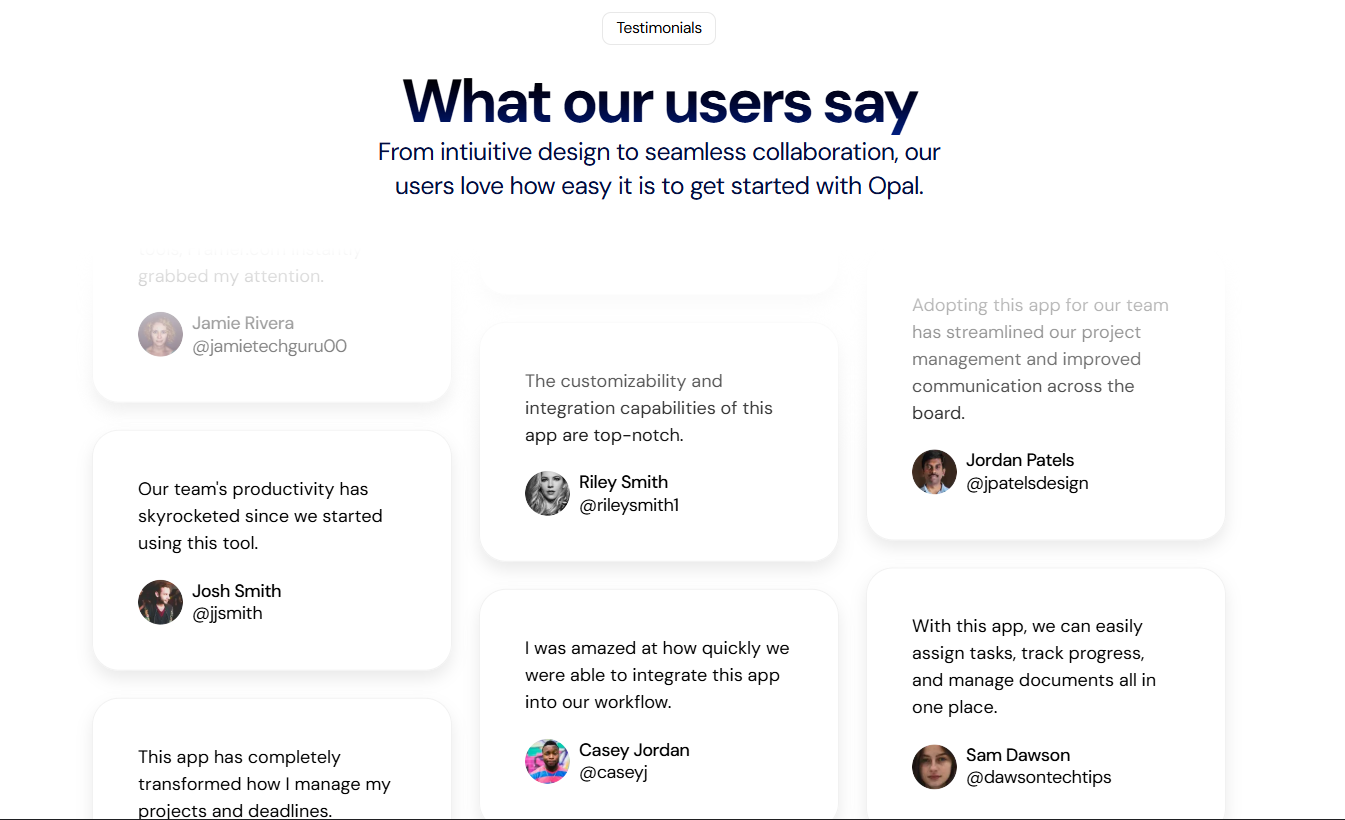 Testimonials
What our users say
From intiuitive design to seamless collaboration, our
users love how easy it is to get started with Opal.
grabbed my attention.
Jamie Rivera
@jamietechguru00
Our team's productivity has
skyrocketed since we started
using this tool.
Josh Smith
@jjsmith
This app has completely
transformed how I manage my
projects and deadlines.
The customizability and
integration capabilities of this
app are top-notch.
Riley Smith
@rileysmith1
I was amazed at how quickly we
were able to integrate this app
into our workflow.
Casey Jordan
@caseyj
Adopting this app for our team
has streamlined our project
management and improved
communication across the
board.
Jordan Patels
@jpatelsdesign
With this app, we can easily
assign tasks, track progress,
and manage documents all in
one place.
Sam Dawson
@dawsontechtips